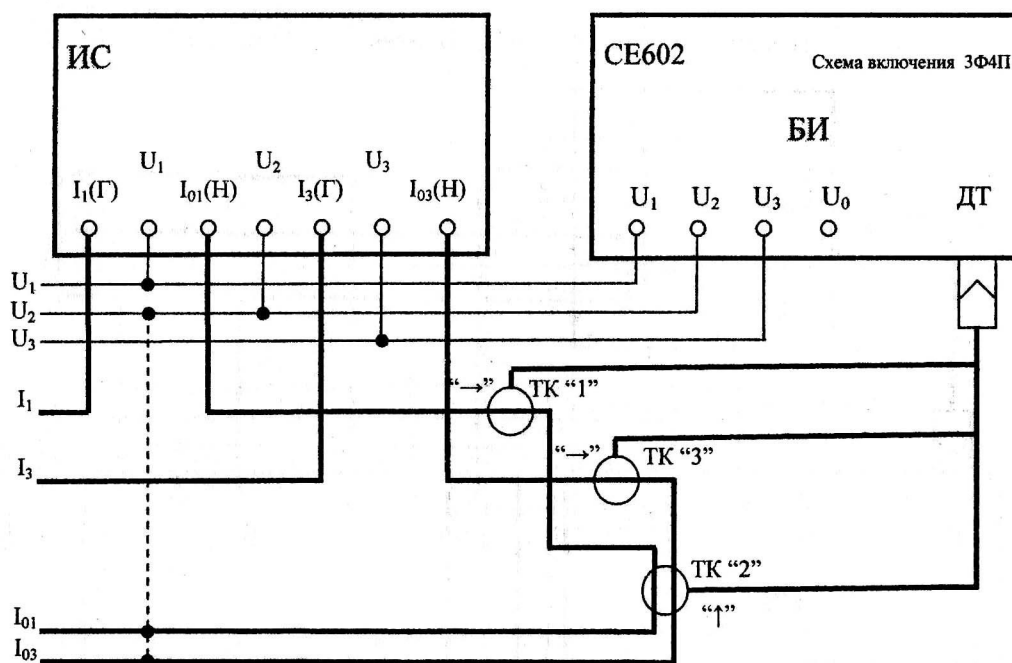 ИС
СЕ602
Схема включения 3Ф4П
БИ
U₁ U₂ U₃
I₁(Г) I₀₁(Н) I₃(Г) I₀₃(Н)
U₁ U₂ U₃ U₀ ДТ
U₁
U₂
U₃
“→” ТК “1”
I₁
“→” ТК “3”
I₃
ТК “2”
“↑”
I₀₁
I₀₃